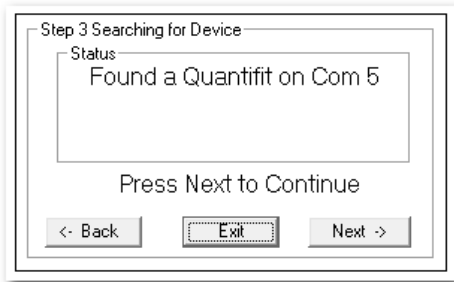 Step 3 Searching for Device
Status
Found a Quantifit on Com 5
Press Next to Continue
<- Back
Exit
Next ->